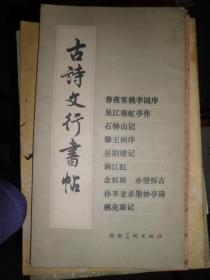 古诗文行书帖
春夜宴桃李园序
吴江垂虹亭作
石钟山记
滕王阁序
岳阳楼记
满江红
念奴娇 赤壁怀古
孙莘老求墨妙亭诗
桃花源记
湖南美术出版社